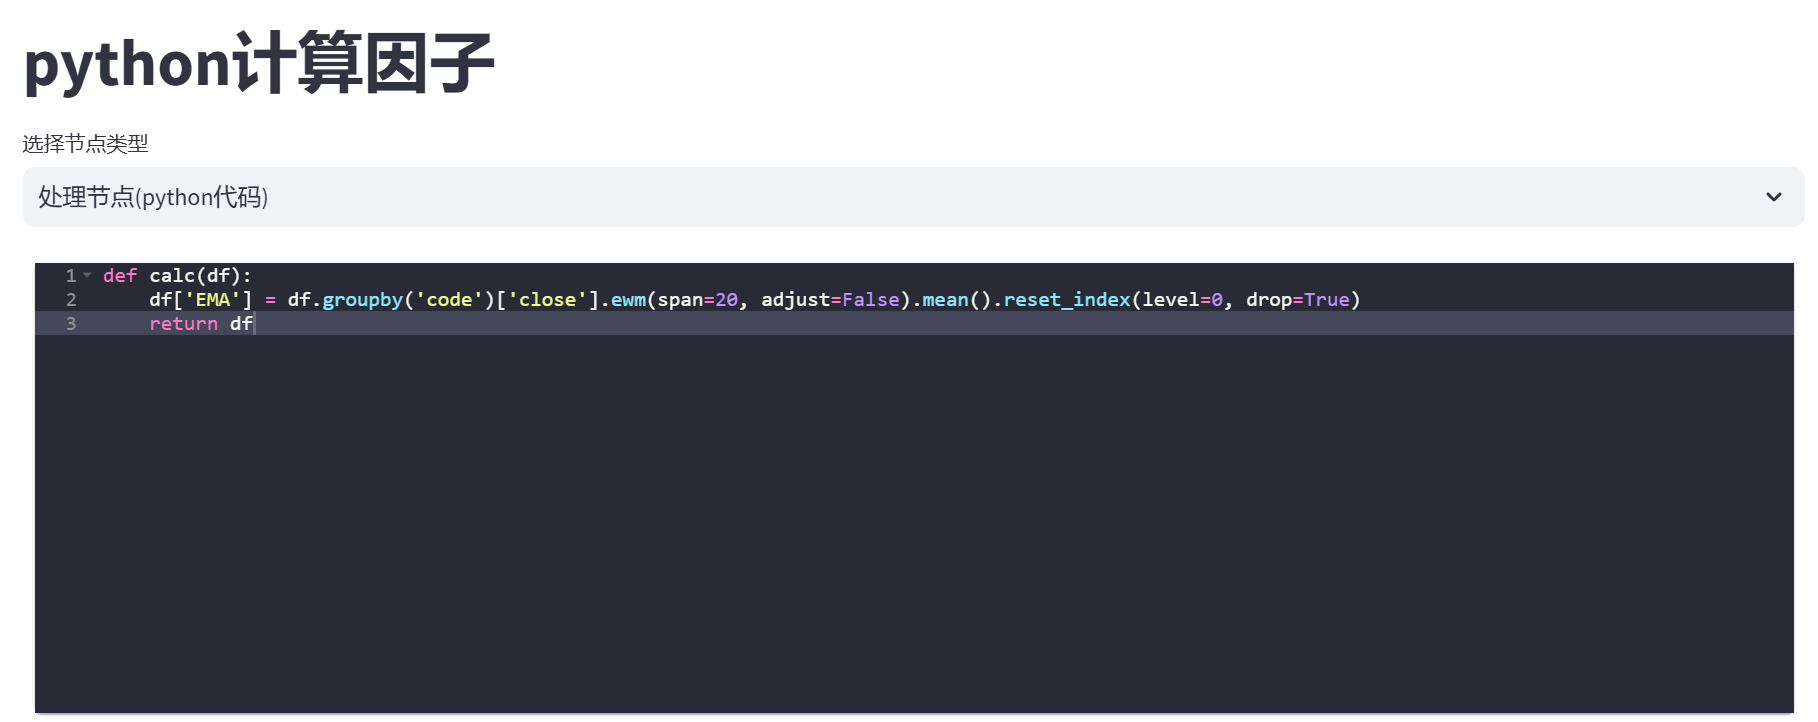 python计算因子
选择节点类型
处理节点(python代码)
1 def calc(df):
2     df['EMA'] = df.groupby('code')['close'].ewm(span=20, adjust=False).mean().reset_index(level=0, drop=True)
3     return df